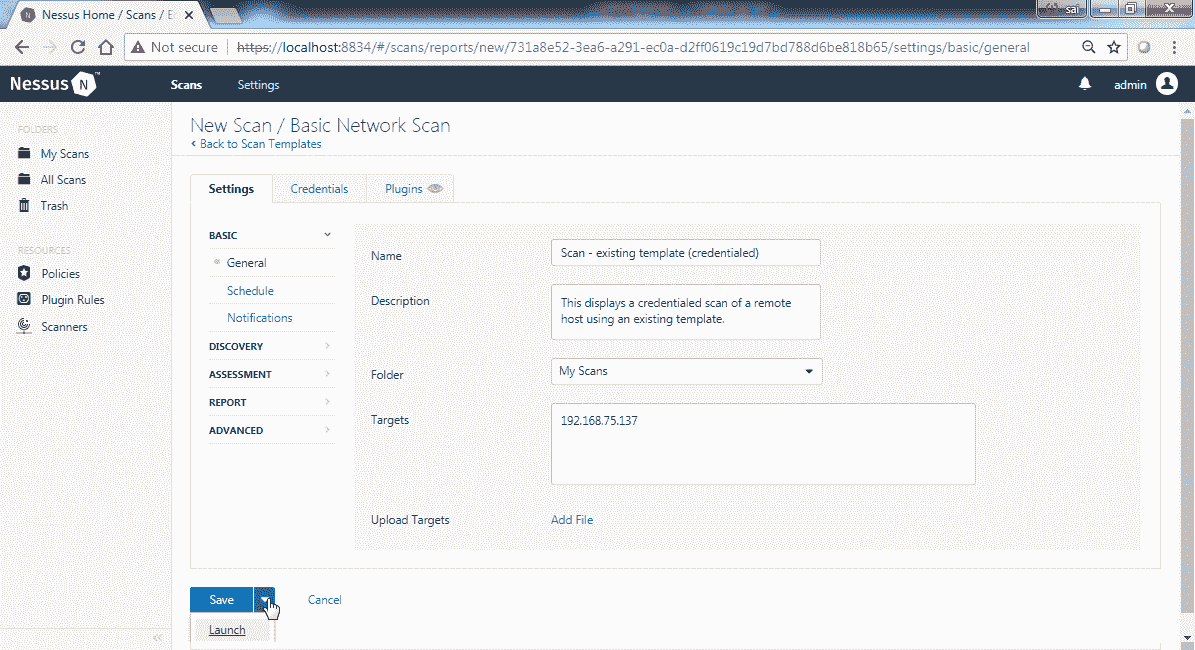 Nessus Home / Scans / E
sai
Not secure https://localhost:8834/#/scans/reports/new/731a8e52-3ea6-a291-ec0a-d2ff0619c19d7bd788d6be818b65/settings/basic/general
Nessus N ™
Scans
Settings
admin
FOLDERS
My Scans
All Scans
Trash
RESOURCES
Policies
Plugin Rules
Scanners
New Scan / Basic Network Scan
Back to Scan Templates
Settings
Credentials
Plugins
BASIC
General
Schedule
Notifications
DISCOVERY
ASSESSMENT
REPORT
ADVANCED
Name
Scan - existing template (credentialed)
Description
This displays a credentialed scan of a remote
host using an existing template.
Folder
My Scans
Targets
192.168.75.137
Upload Targets
Add File
Save
Cancel
Launch